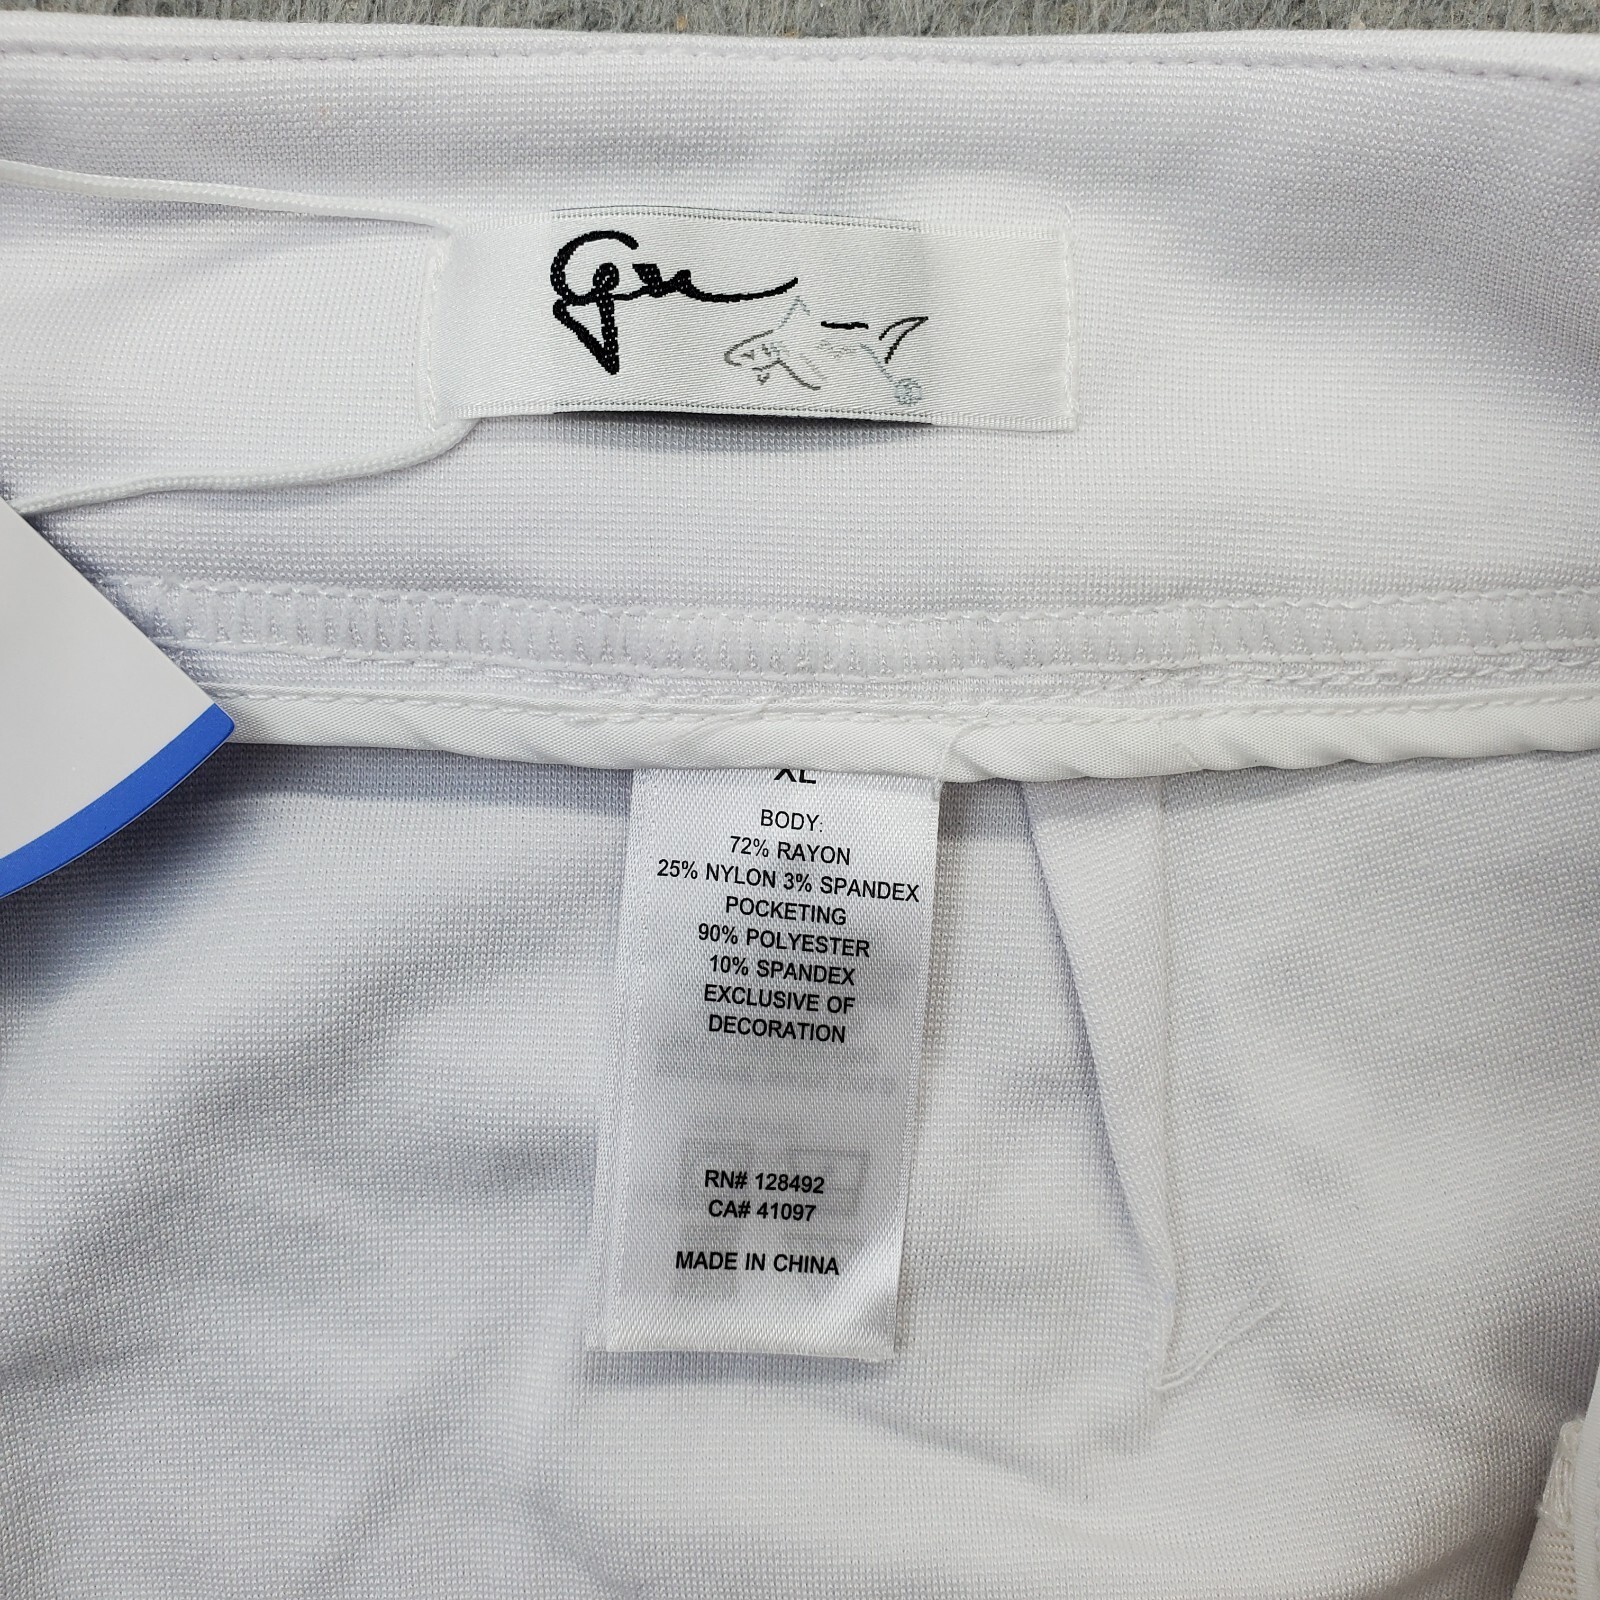 XL
BODY:
72% RAYON
25% NYLON 3% SPANDEX
POCKETING
90% POLYESTER
10% SPANDEX
EXCLUSIVE OF
DECORATION
RN# 128492
CA# 41097
MADE IN CHINA